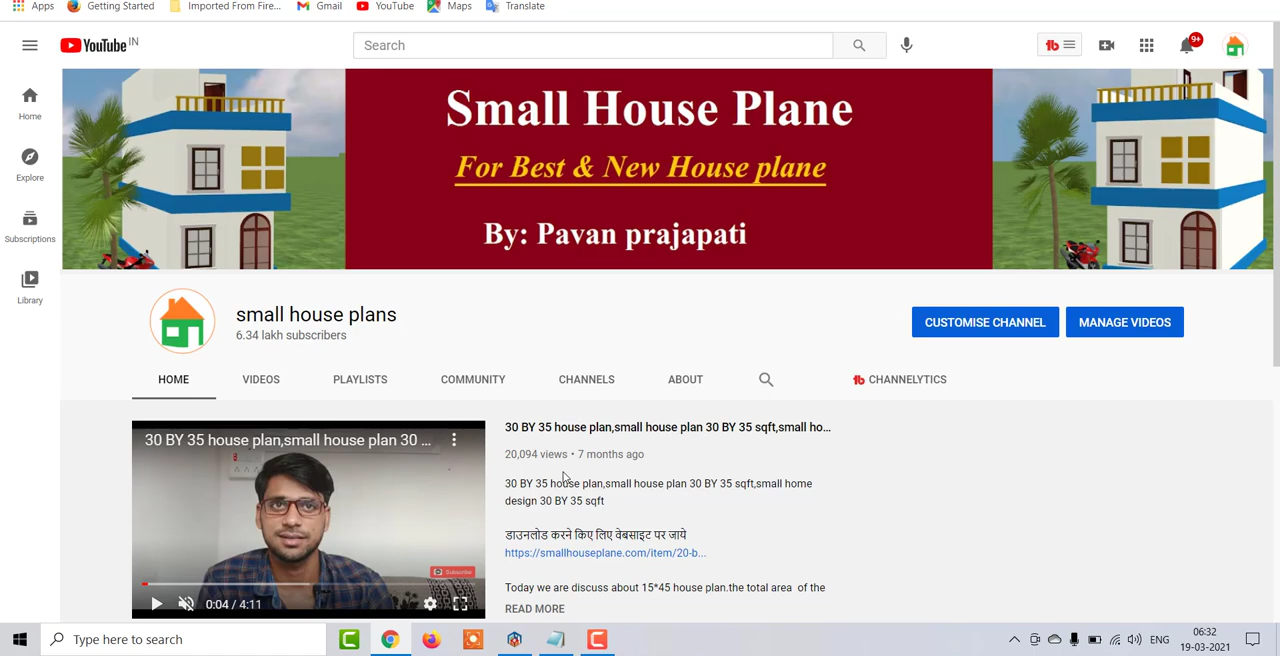 Apps Getting Started Imported From Fire... Gmail YouTube Maps Translate
YouTube IN
Search
9+
Home
Explore
Subscriptions
Library
Small House Plane
For Best & New House plane
By: Pavan prajapati
small house plans
6.34 lakh subscribers
CUSTOMISE CHANNEL MANAGE VIDEOS
HOME VIDEOS PLAYLISTS COMMUNITY CHANNELS ABOUT CHANNELYTICS
30 BY 35 house plan,small house plan 30 ...
Subscribe
0:04 / 4:11
30 BY 35 house plan,small house plan 30 BY 35 sqft,small ho...
20,094 views • 7 months ago
30 BY 35 house plan,small house plan 30 BY 35 sqft,small home
design 30 BY 35 sqft
डाउनलोड करने किए लिए वेबसाइट पर जाये
https://smallhouseplane.com/item/20-b...
Today we are discuss about 15*45 house plan.the total area of the
READ MORE
Type here to search
ENG
06:32
19-03-2021